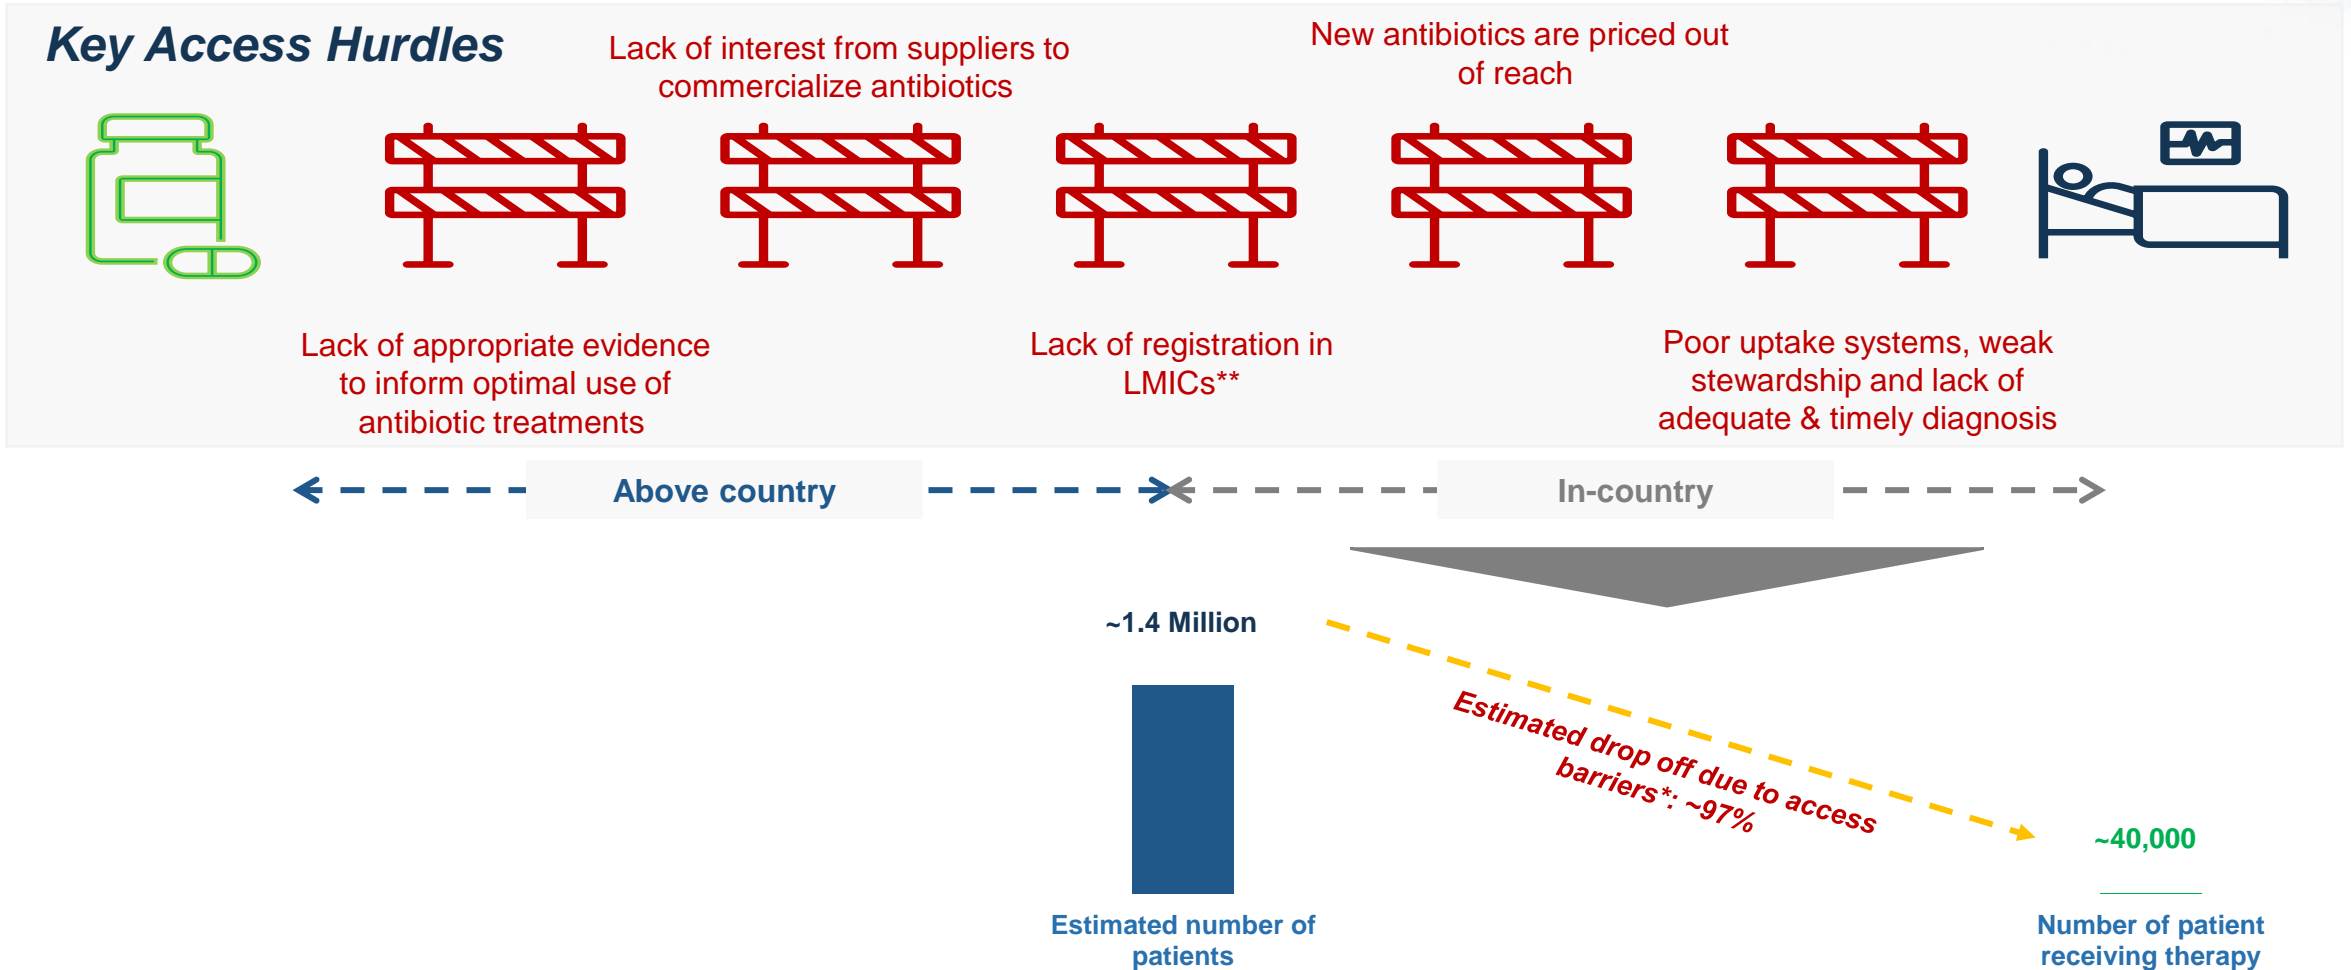 Key Access Hurdles
Lack of interest from suppliers to
commercialize antibiotics
New antibiotics are priced out
of reach
Lack of appropriate evidence
to inform optimal use of
antibiotic treatments
Lack of registration in
LMICs**
Poor uptake systems, weak
stewardship and lack of
adequate & timely diagnosis
Above country
In-country
~1.4 Million
Estimated drop off due to access
barriers*: ~97%
~40,000
Estimated number of
patients
Number of patient
receiving therapy